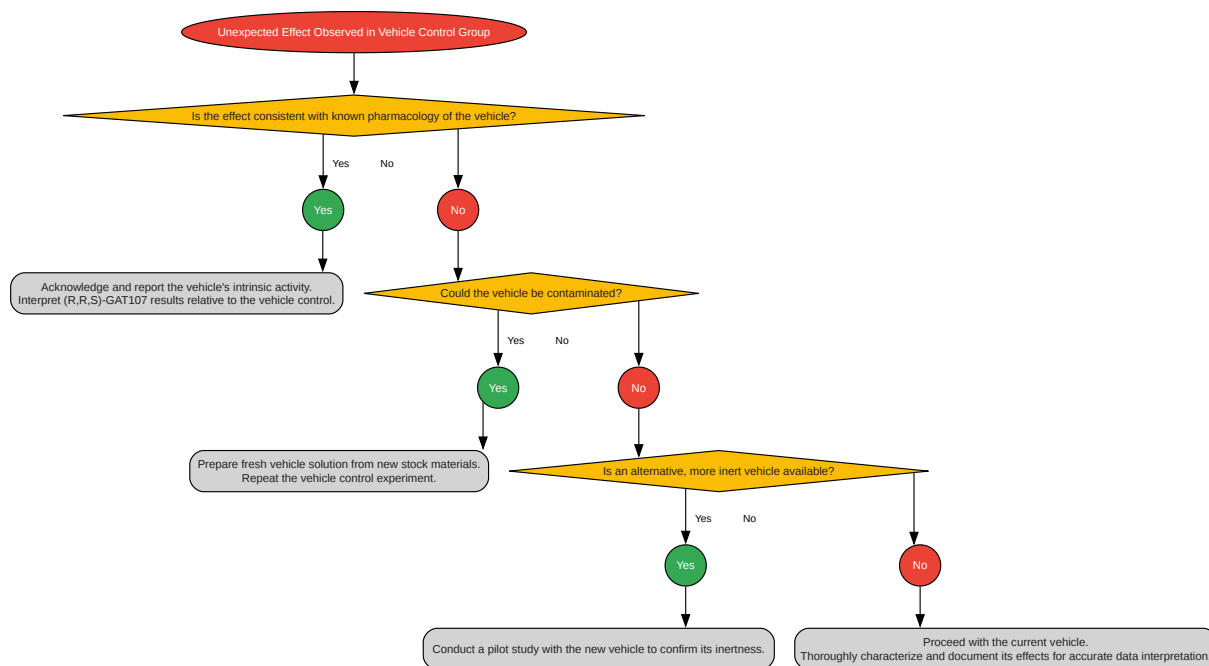 Unexpected Effect Observed in Vehicle Control Group
Is the effect consistent with known pharmacology of the vehicle?
Yes
No
Yes
No
Acknowledge and report the vehicle's intrinsic activity.
Interpret (R,R,S)-GAT107 results relative to the vehicle control.
Could the vehicle be contaminated?
Yes
No
Yes
No
Prepare fresh vehicle solution from new stock materials.
Repeat the vehicle control experiment.
Is an alternative, more inert vehicle available?
Yes
No
Yes
No
Conduct a pilot study with the new vehicle to confirm its inertness.
Proceed with the current vehicle.
Thoroughly characterize and document its effects for accurate data interpretation